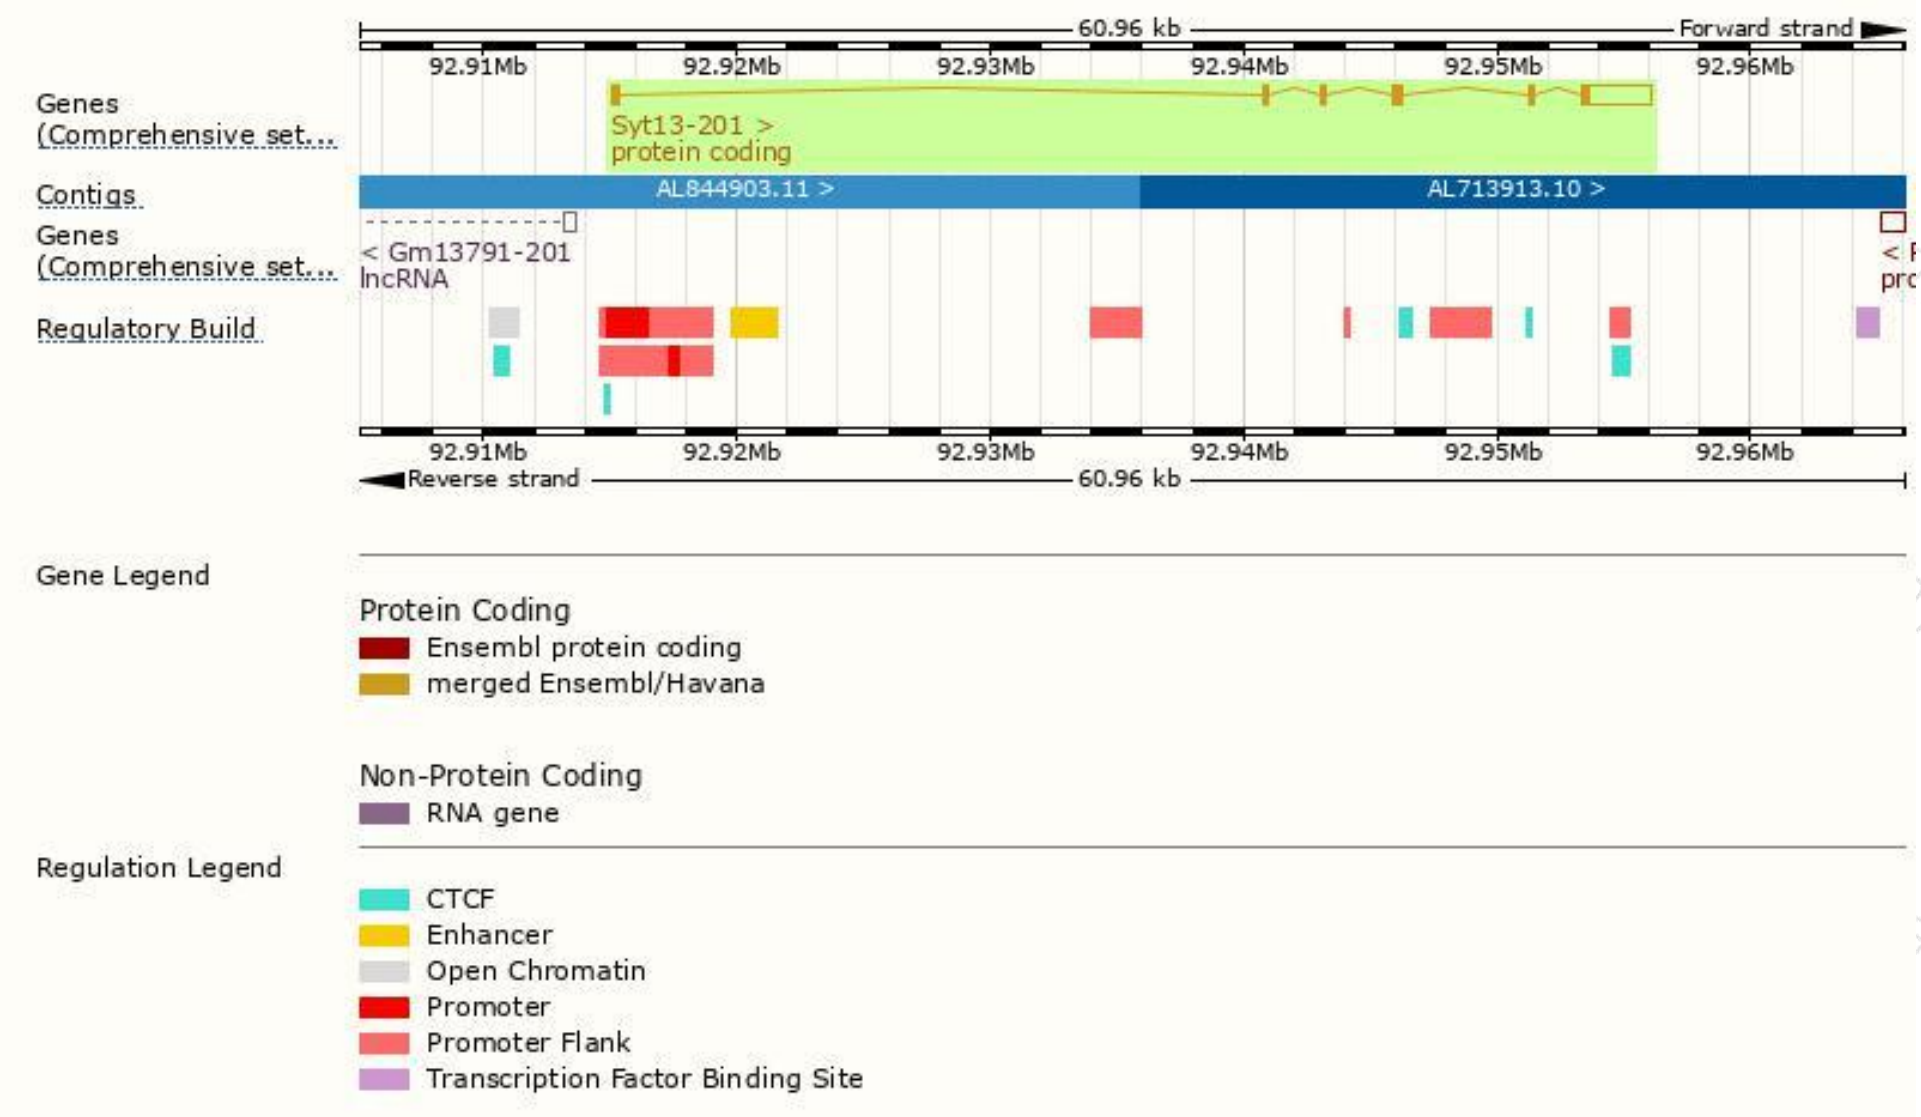 60.96 kb Forward strand
92.91Mb 92.92Mb 92.93Mb 92.94Mb 92.95Mb 92.96Mb
Genes
(Comprehensive set...
Syt13-201 >
protein coding
Contigs
AL844903.11 > AL713913.10 >
Genes
(Comprehensive set...
< Gm13791-201
lncRNA
<
Regulatory Build
92.91Mb 92.92Mb 92.93Mb 92.94Mb 92.95Mb 92.96Mb
Reverse strand 60.96 kb
Gene Legend
Protein Coding
Ensembl protein coding
merged Ensembl/Havana
Non-Protein Coding
RNA gene
Regulation Legend
CTCF
Enhancer
Open Chromatin
Promoter
Promoter Flank
Transcription Factor Binding Site